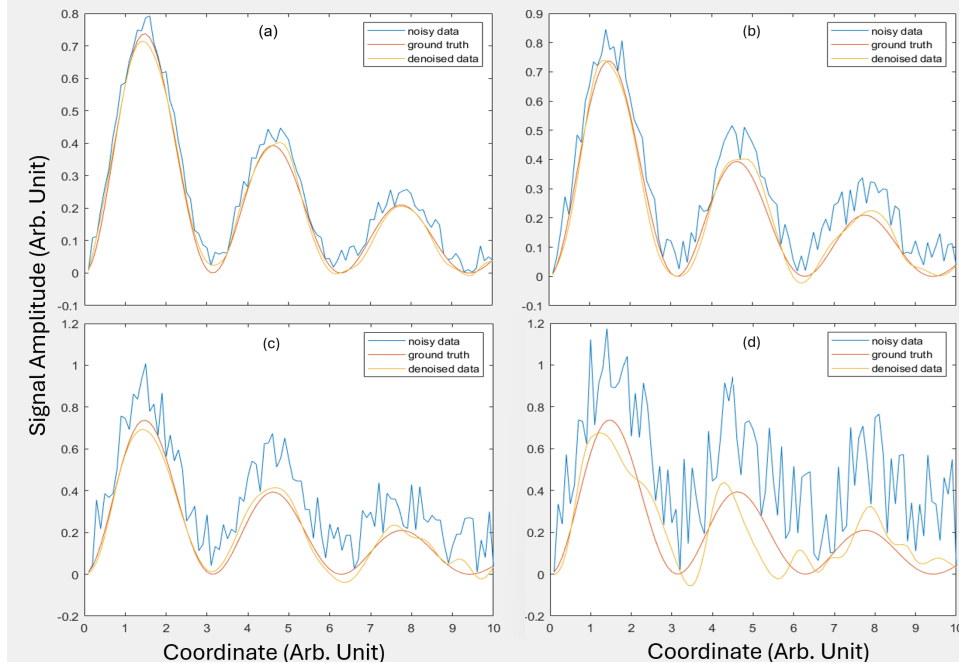 Signal Amplitude (Arb. Unit)
(a)
noisy data
ground truth
denoised data
0.8
0.7
0.6
0.5
0.4
0.3
0.2
0.1
0
-0.1
0 1 2 3 4 5 6 7 8 9 10
(b)
noisy data
ground truth
denoised data
0.9
0.8
0.7
0.6
0.5
0.4
0.3
0.2
0.1
0
-0.1
0 1 2 3 4 5 6 7 8 9 10
(c)
noisy data
ground truth
denoised data
1.2
1
0.8
0.6
0.4
0.2
0
-0.2
0 1 2 3 4 5 6 7 8 9 10
Coordinate (Arb. Unit)
(d)
noisy data
ground truth
denoised data
1.2
1
0.8
0.6
0.4
0.2
0
-0.2
0 1 2 3 4 5 6 7 8 9 10
Coordinate (Arb. Unit)